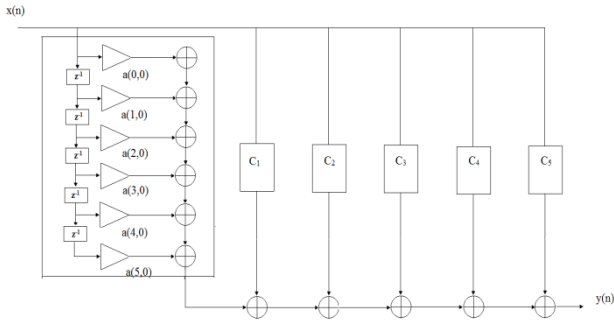 x(n)
a(0,0)
z⁻¹
a(1,0)
z⁻¹
a(2,0)
z⁻¹
a(3,0)
z⁻¹
a(4,0)
z⁻¹
a(5,0)
C₁ C₂ C₃ C₄ C₅
y(n)